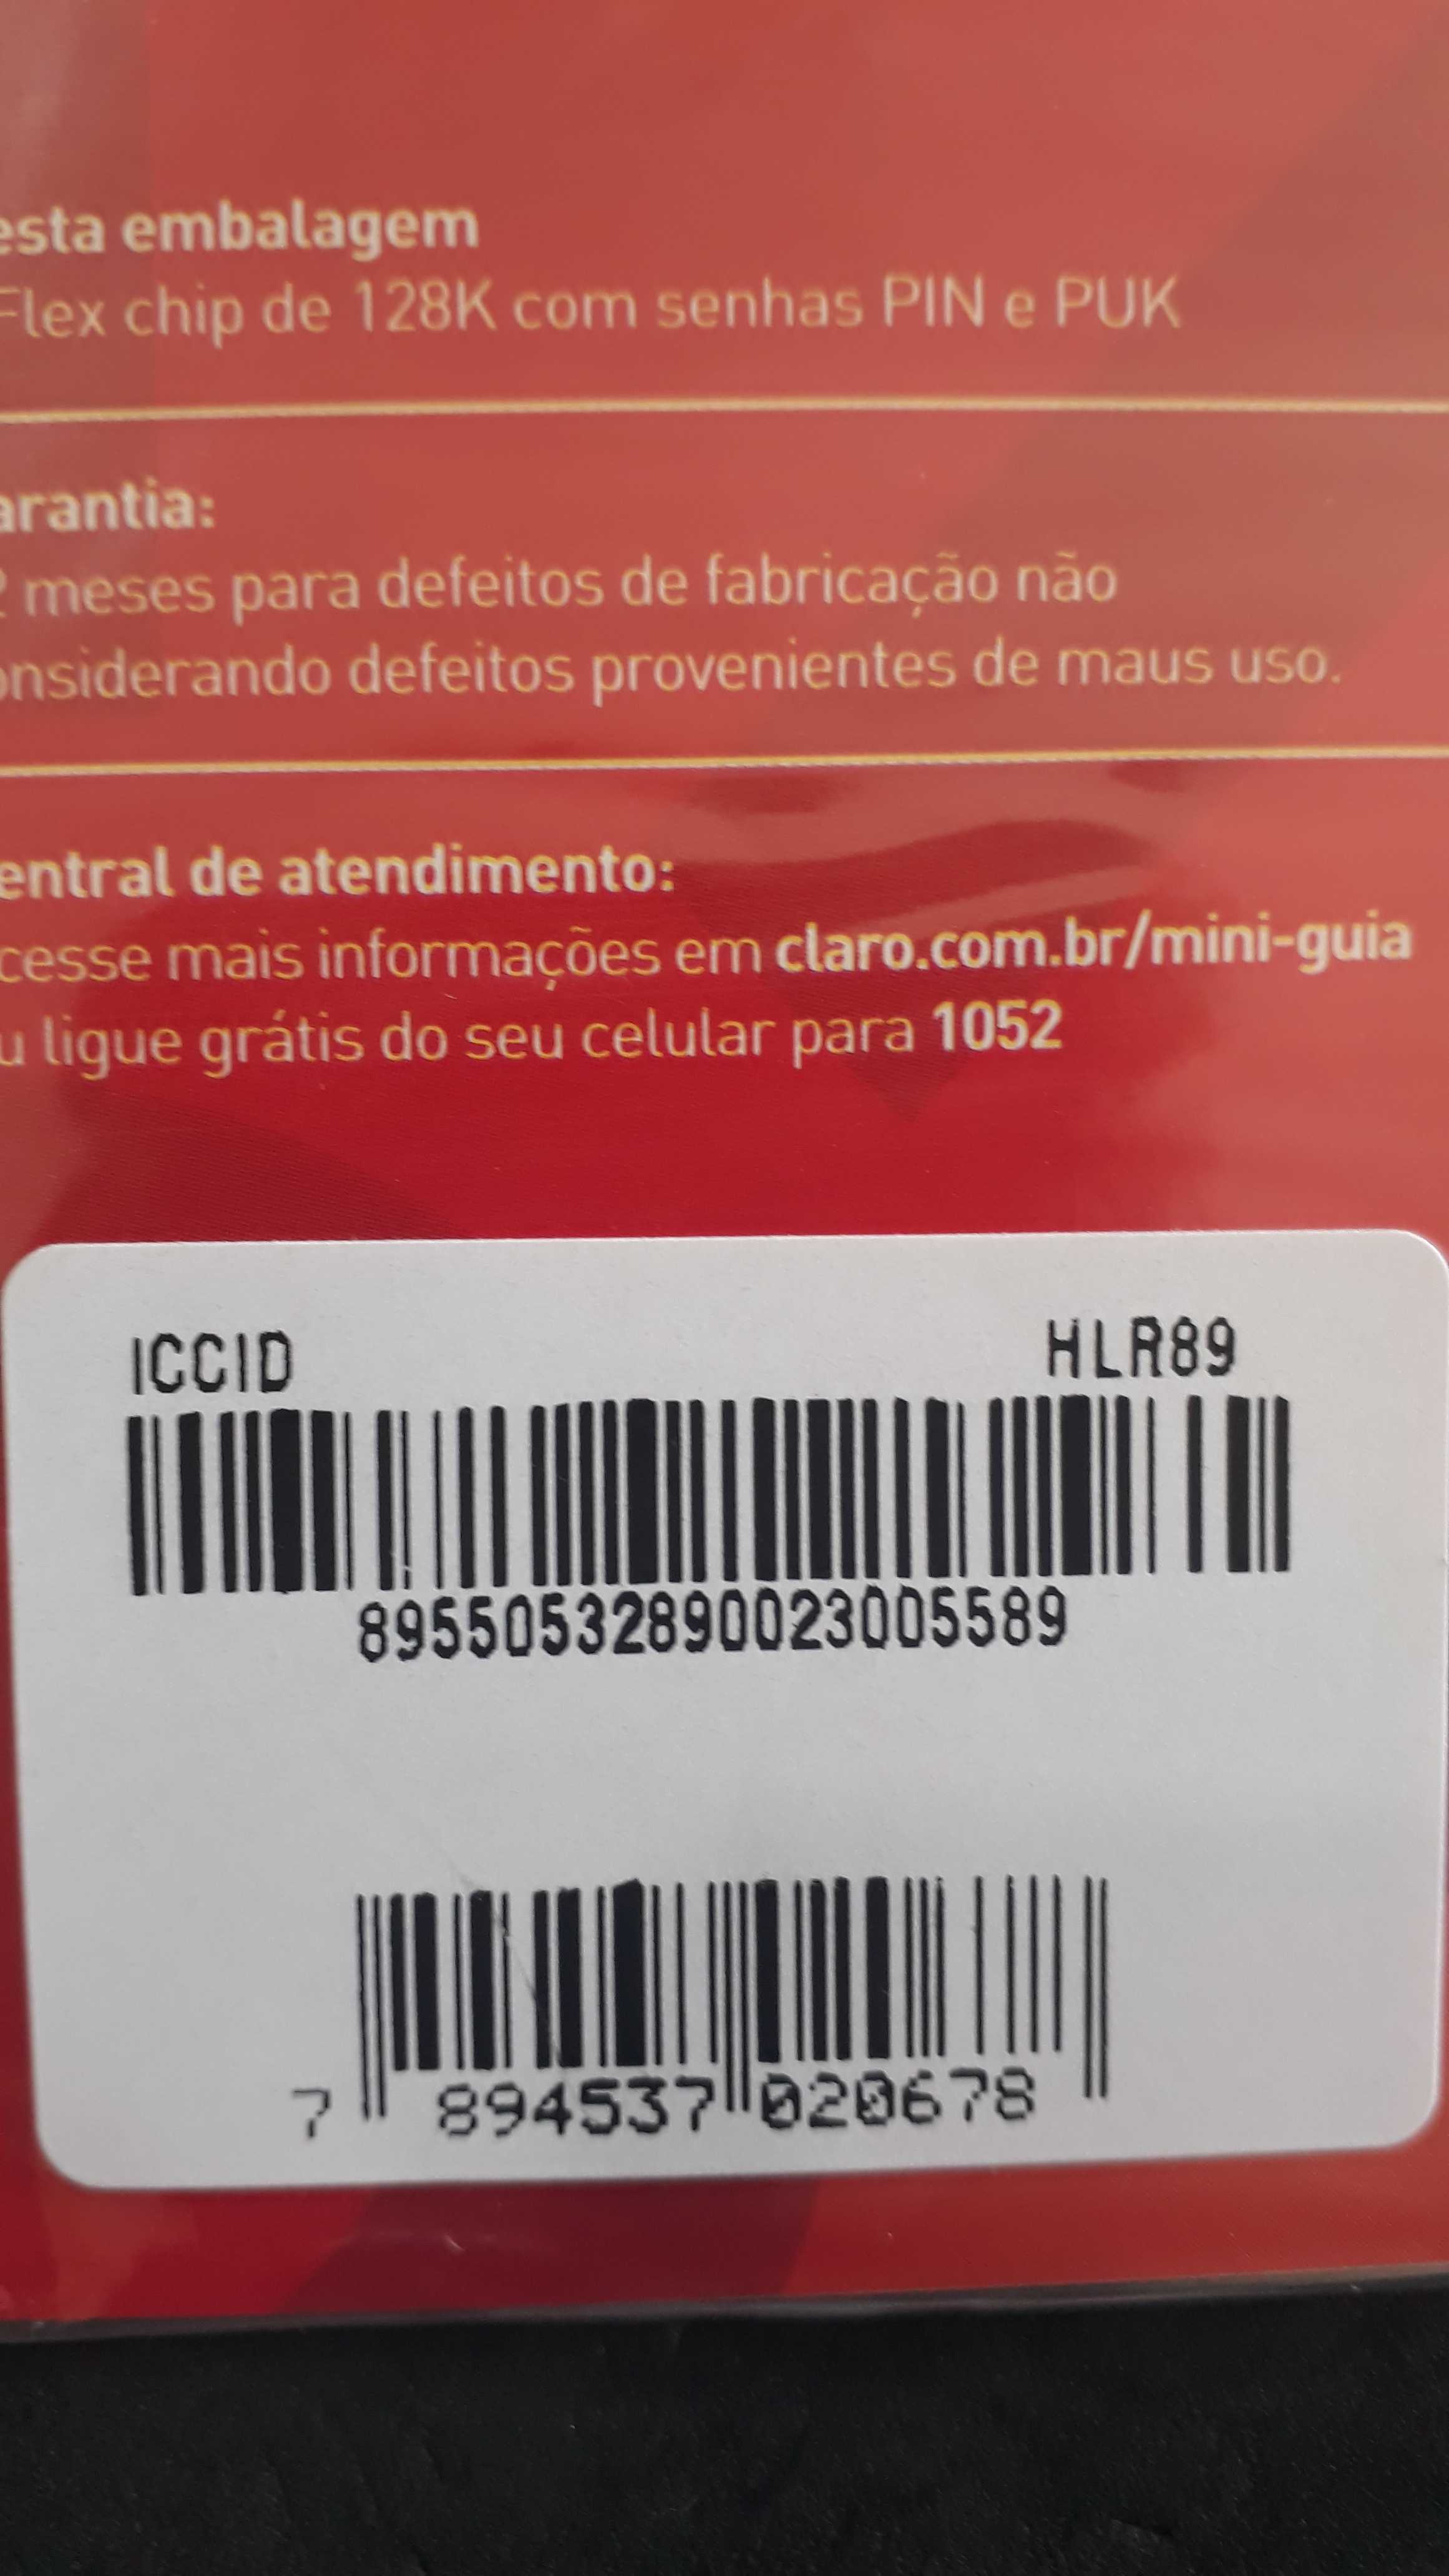 esta embalagem
Flex chip de 128K com senhas PIN e PUK
arantia:
2 meses para defeitos de fabricação não
onsiderando defeitos provenientes de maus uso.
entral de atendimento:
cesse mais informações em claro.com.br/mini-guia
u ligue grátis do seu celular para 1052
ICCID HLR89
89550532890023005589
7 894537 020678